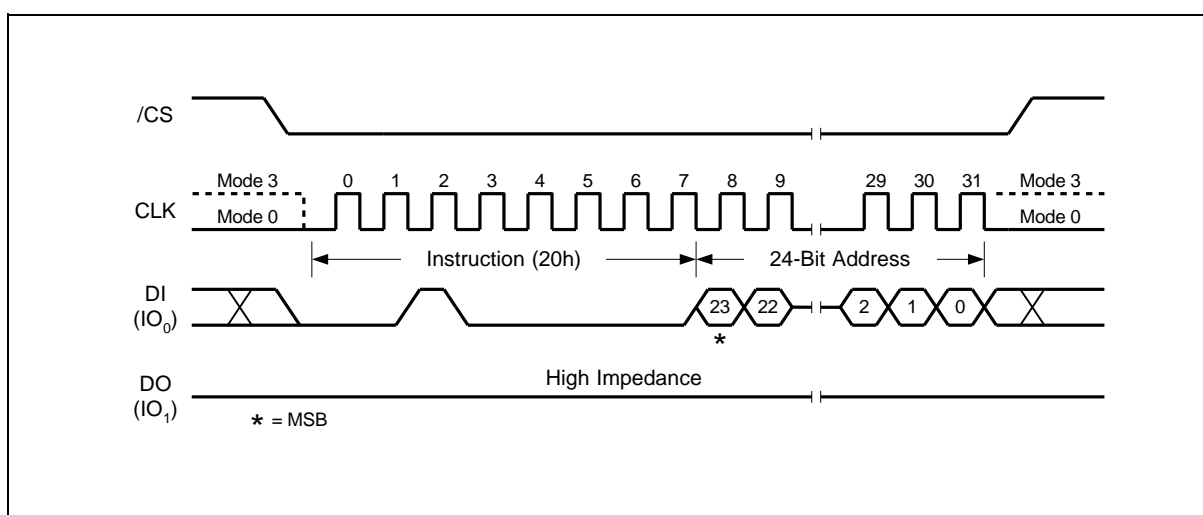 /CS
Mode 3 0 1 2 3 4 5 6 7 8 9 29 30 31 Mode 3
CLK Mode 0 Mode 0
Instruction (20h) 24-Bit Address
DI
(IO₀)
23 22 2 1 0
*
High Impedance
DO
(IO₁)
* = MSB